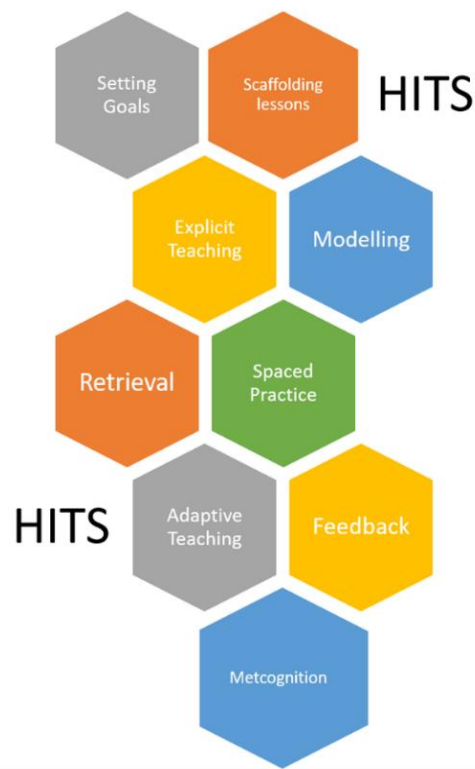 Setting
Goals
Scaffolding
lessons
HITS
Explicit
Teaching
Modelling
Retrieval
Spaced
Practice
HITS
Adaptive
Teaching
Feedback
Metcognition